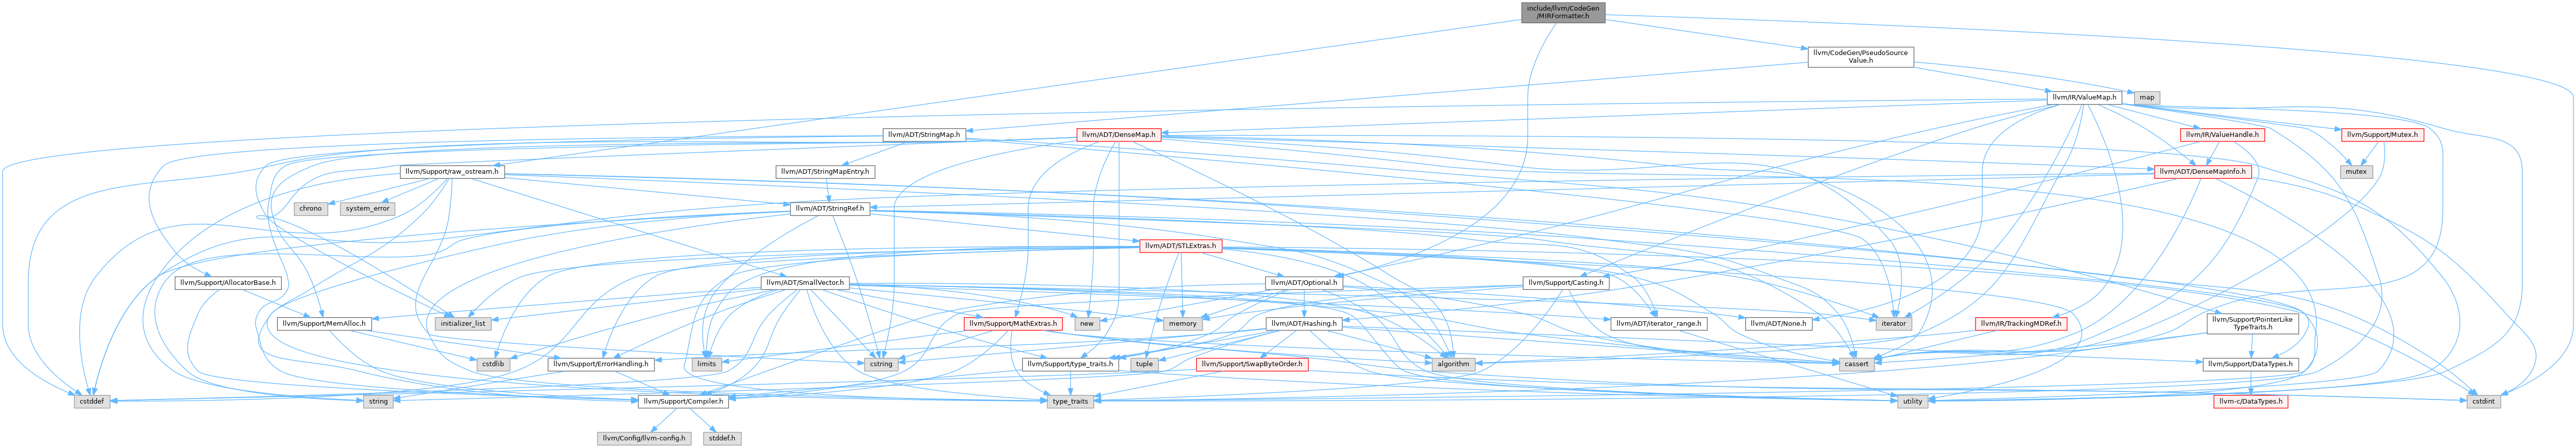 include/llvm/CodeGen
/MIRFormatter.h
llvm/CodeGen/PseudoSource
Value.h
llvm/IR/ValueMap.h
map
llvm/ADT/StringMap.h
llvm/ADT/DenseMap.h
llvm/IR/ValueHandle.h
llvm/Support/Mutex.h
llvm/Support/raw_ostream.h
llvm/ADT/StringMapEntry.h
llvm/ADT/DenseMapInfo.h
mutex
chrono
system_error
llvm/ADT/StringRef.h
llvm/ADT/STLExtras.h
llvm/Support/AllocatorBase.h
llvm/ADT/SmallVector.h
llvm/ADT/Optional.h
llvm/Support/Casting.h
initializer_list
llvm/Support/MemAlloc.h
llvm/Support/MathExtras.h
new
memory
llvm/ADT/Hashing.h
llvm/ADT/iterator_range.h
llvm/ADT/None.h
iterator
llvm/IR/TrackingMDRef.h
llvm/Support/PointerLike
TypeTraits.h
cstdlib
llvm/Support/ErrorHandling.h
limits
cstring
llvm/Support/type_traits.h
tuple
llvm/Support/SwapByteOrder.h
algorithm
cassert
llvm/Support/DataTypes.h
cstddef
string
llvm/Support/Compiler.h
type_traits
utility
llvm-c/DataTypes.h
cstdint
llvm/Config/llvm-config.h
stddef.h